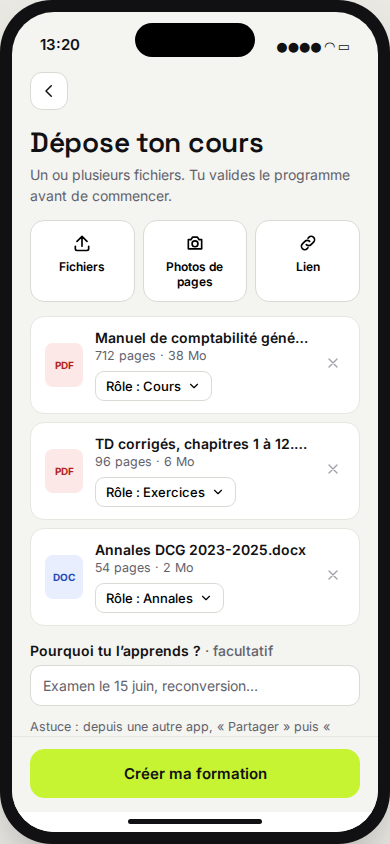 13:20
Dépose ton cours
Un ou plusieurs fichiers. Tu valides le programme
avant de commencer.
Fichiers
Photos de
pages
Lien
PDF
Manuel de comptabilité géné...
712 pages · 38 Mo
Rôle : Cours
PDF
TD corrigés, chapitres 1 à 12....
96 pages · 6 Mo
Rôle : Exercices
DOC
Annales DCG 2023-2025.docx
54 pages · 2 Mo
Rôle : Annales
Pourquoi tu l’apprends ? · facultatif
Examen le 15 juin, reconversion…
Astuce : depuis une autre app, « Partager » puis «
Créer ma formation